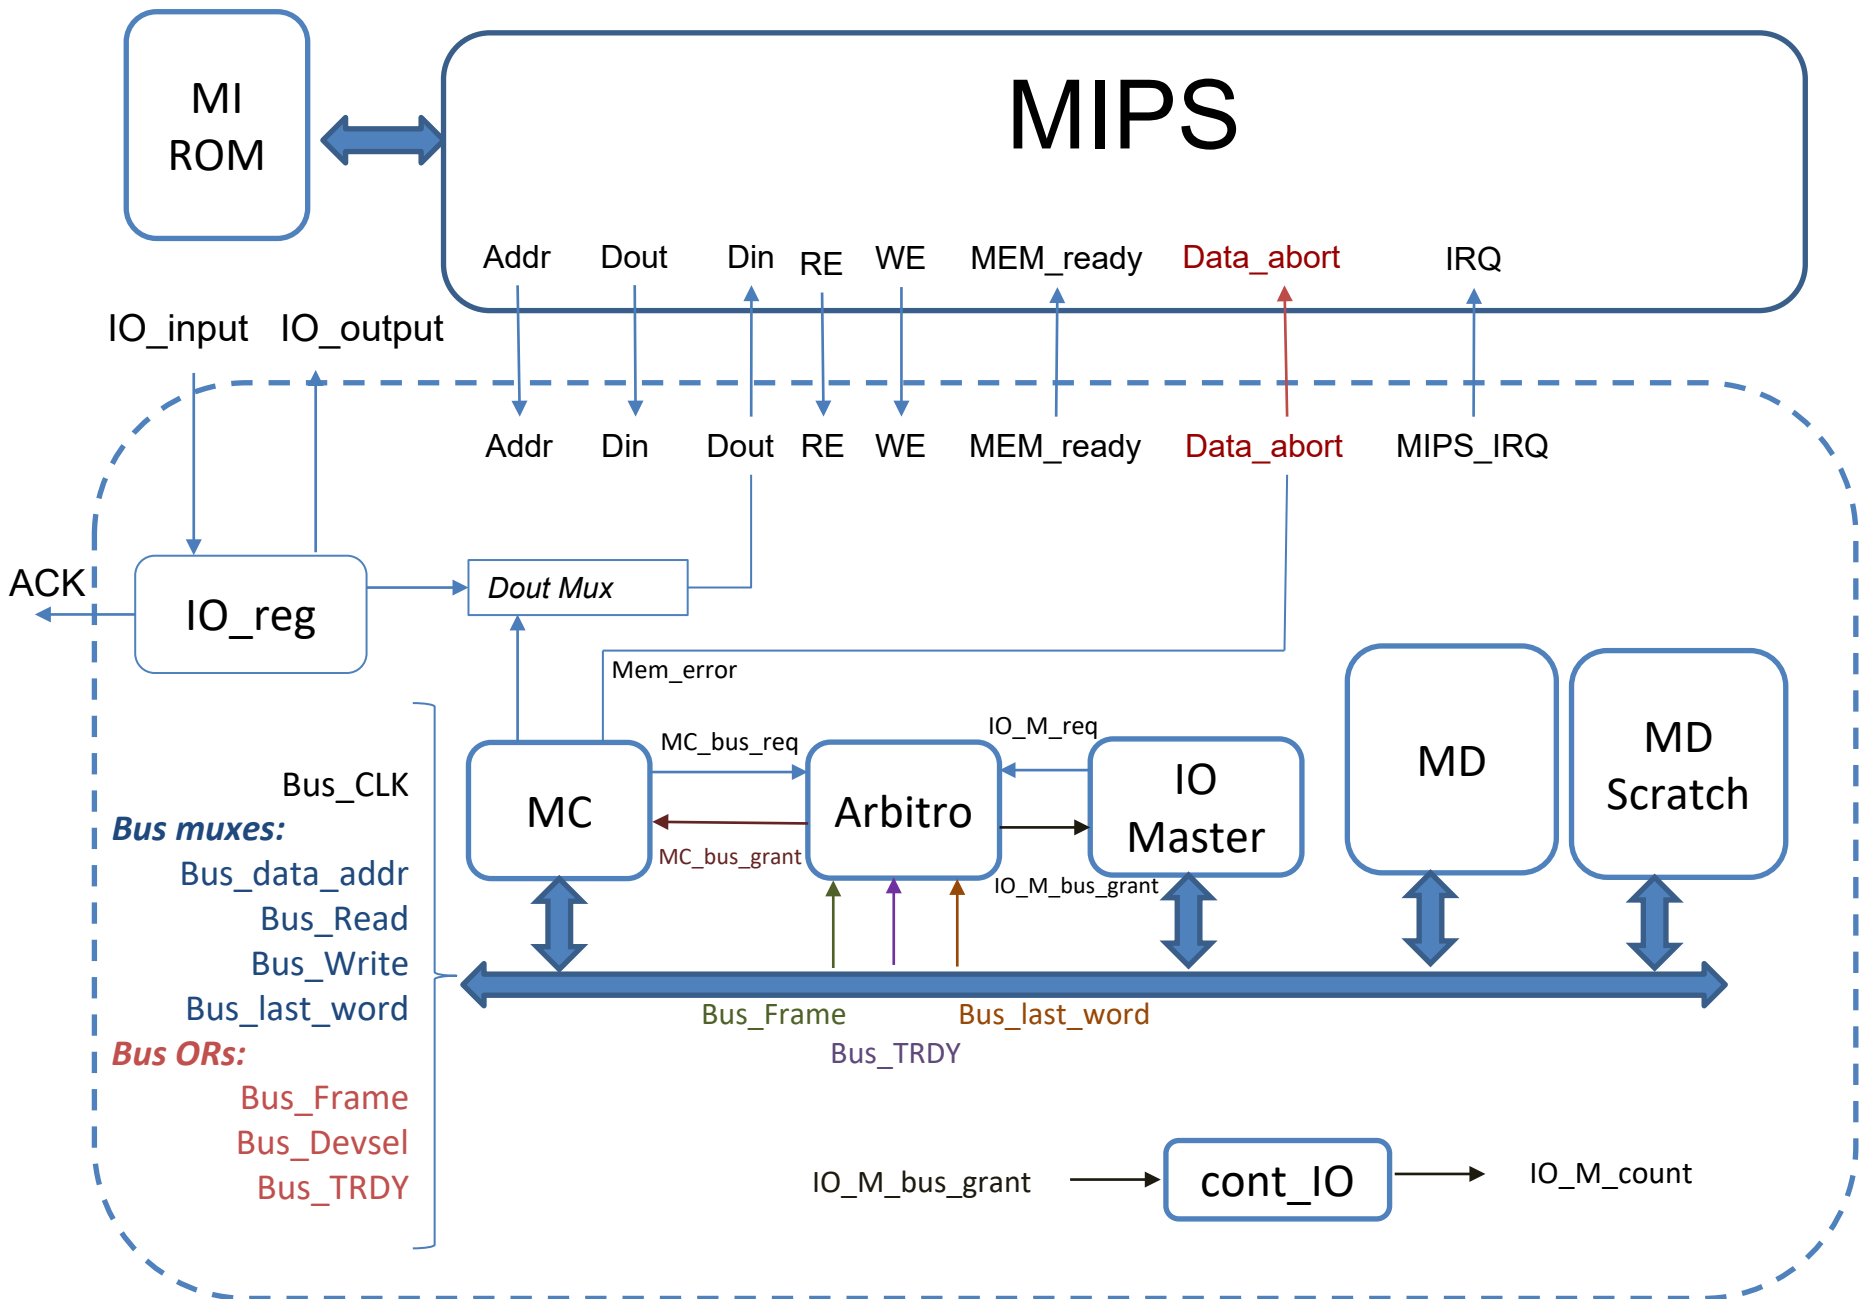 MI
ROM
MIPS
Addr Dout Din RE WE MEM_ready Data_abort IRQ
IO_input IO_output
Addr Din Dout RE WE MEM_ready Data_abort MIPS_IRQ
ACK
IO_reg
Dout Mux
Mem_error
MC_bus_req
IO_M_req
MC
Arbitro
IO
Master
MD
MD
Scratch
MC_bus_grant
IO_M_bus_grant
Bus_CLK
Bus muxes:
Bus_data_addr
Bus_Read
Bus_Write
Bus_last_word
Bus ORs:
Bus_Frame
Bus_Devsel
Bus_TRDY
Bus_Frame
Bus_last_word
Bus_TRDY
IO_M_bus_grant
cont_IO
IO_M_count